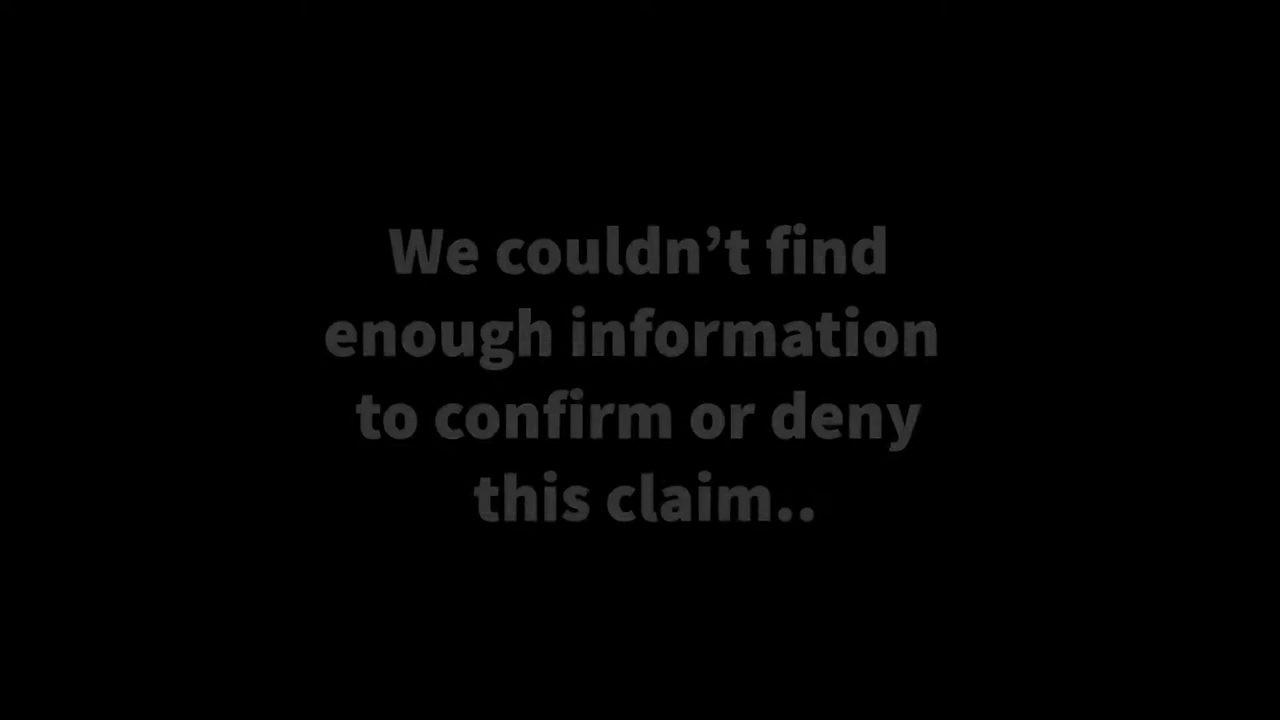 We couldn’t find
enough information
to confirm or deny
this claim..